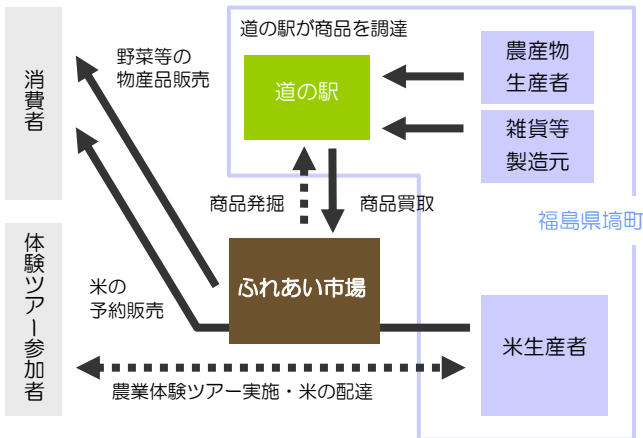 消費者
体験ツアー参加者
野菜等の
物産品販売
道の駅が商品を調達
道の駅
農産物
生産者
雑貨等
製造元
商品発掘
商品買取
福島県塙町
ふれあい市場
米の
予約販売
米生産者
農業体験ツアー実施・米の配達